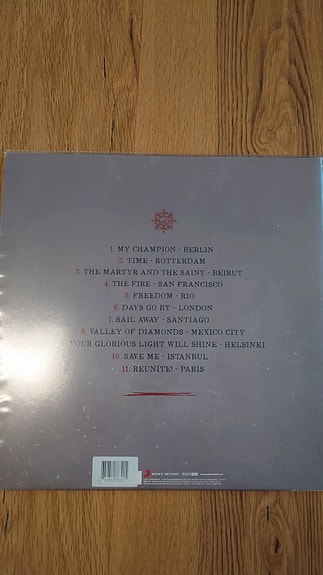 1. MY CHAMPION - BERLIN
2. TIME - ROTTERDAM
3. THE MARTYR AND THE SAINT - BEIRUT
4. THE FIRE - SAN FRANCISCO
5. FREEDOM - RIO
6. DAYS GO BY - LONDON
7. SAIL AWAY - SANTIAGO
8. VALLEY OF DIAMONDS - MEXICO CITY
YOUR GLORIOUS LIGHT WILL SHINE - HELSINKI
10. SAVE ME - ISTANBUL
11. REUNITE! - PARIS